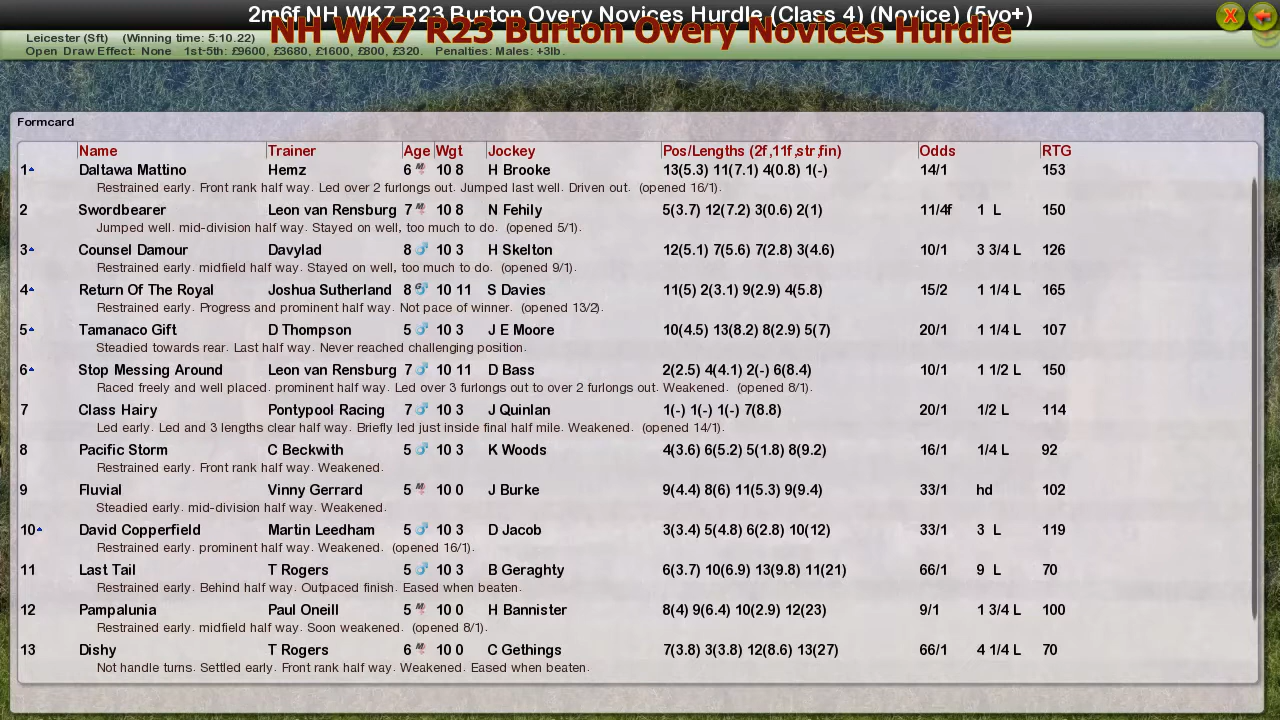 2m6f NH WK7 R23 Burton Overy Novices Hurdle (Class 4) (Novice) (5yo+)
NH WK7 R23 Burton Overy Novices Hurdle
Leicester (Sft) (Winning time: 5:10.22)
Open Draw Effect: None 1st-5th: £9600, £3680, £1600, £800, £320. Penalties: Males: +3lb.
Formcard
Name Trainer Age Wgt Jockey Pos/Lengths (2f,11f,str,fin) Odds RTG
1 Daltawa Mattino Hemz 6 10 8 H Brooke 13(5.3) 11(7.1) 4(0.8) 1(-) 14/1 153
Restrained early. Front rank half way. Led over 2 furlongs out. Jumped last well. Driven out. (opened 16/1).
2 Swordbearer Leon van Rensburg 7 10 8 N Fehily 5(3.7) 12(7.2) 3(0.6) 2(1) 11/4f 1 L 150
Jumped well. mid-division half way. Stayed on well, too much to do. (opened 5/1).
3 Counsel Damour Davylad 8 10 3 H Skelton 12(5.1) 7(5.6) 7(2.8) 3(4.6) 10/1 3 3/4 L 126
Restrained early. midfield half way. Stayed on well, too much to do. (opened 9/1).
4 Return Of The Royal Joshua Sutherland 8 10 11 S Davies 11(5) 2(3.1) 9(2.9) 4(5.8) 15/2 1 1/4 L 165
Restrained early. Progress and prominent half way. Not pace of winner. (opened 13/2).
5 Tamanaco Gift D Thompson 5 10 3 J E Moore 10(4.5) 13(8.2) 8(2.9) 5(7) 20/1 1 1/4 L 107
Steadied towards rear. Last half way. Never reached challenging position.
6 Stop Messing Around Leon van Rensburg 7 10 11 D Bass 2(2.5) 4(4.1) 2(-) 6(8.4) 10/1 1 1/2 L 150
Raced freely and well placed. prominent half way. Led over 3 furlongs out to over 2 furlongs out. Weakened. (opened 8/1).
7 Class Hairy Pontypool Racing 7 10 3 J Quinlan 1(-) 1(-) 1(-) 7(8.8) 20/1 1/2 L 114
Led early. Led and 3 lengths clear half way. Briefly led just inside final half mile. Weakened. (opened 14/1).
8 Pacific Storm C Beckwith 5 10 3 K Woods 4(3.6) 6(5.2) 5(1.8) 8(9.2) 16/1 1/4 L 92
Restrained early. Front rank half way. Weakened.
9 Fluvial Vinny Gerrard 5 10 0 J Burke 9(4.4) 8(6) 11(5.3) 9(9.4) 33/1 hd 102
Steadied early. mid-division half way. Weakened.
10 David Copperfield Martin Leedham 5 10 3 D Jacob 3(3.4) 5(4.8) 6(2.8) 10(12) 33/1 3 L 119
Restrained early. prominent half way. Weakened. (opened 16/1).
11 Last Tail T Rogers 5 10 3 B Geraghty 6(3.7) 10(6.9) 13(9.8) 11(21) 66/1 9 L 70
Restrained early. Behind half way. Outpaced finish. Eased when beaten.
12 Pampalunia Paul Oneill 5 10 0 H Bannister 8(4) 9(6.4) 10(2.9) 12(23) 9/1 1 3/4 L 100
Restrained early. midfield half way. Soon weakened. (opened 8/1).
13 Dishy T Rogers 6 10 0 C Gethings 7(3.8) 3(3.8) 12(8.6) 13(27) 66/1 4 1/4 L 70
Not handle turns. Settled early. Front rank half way. Weakened. Eased when beaten.